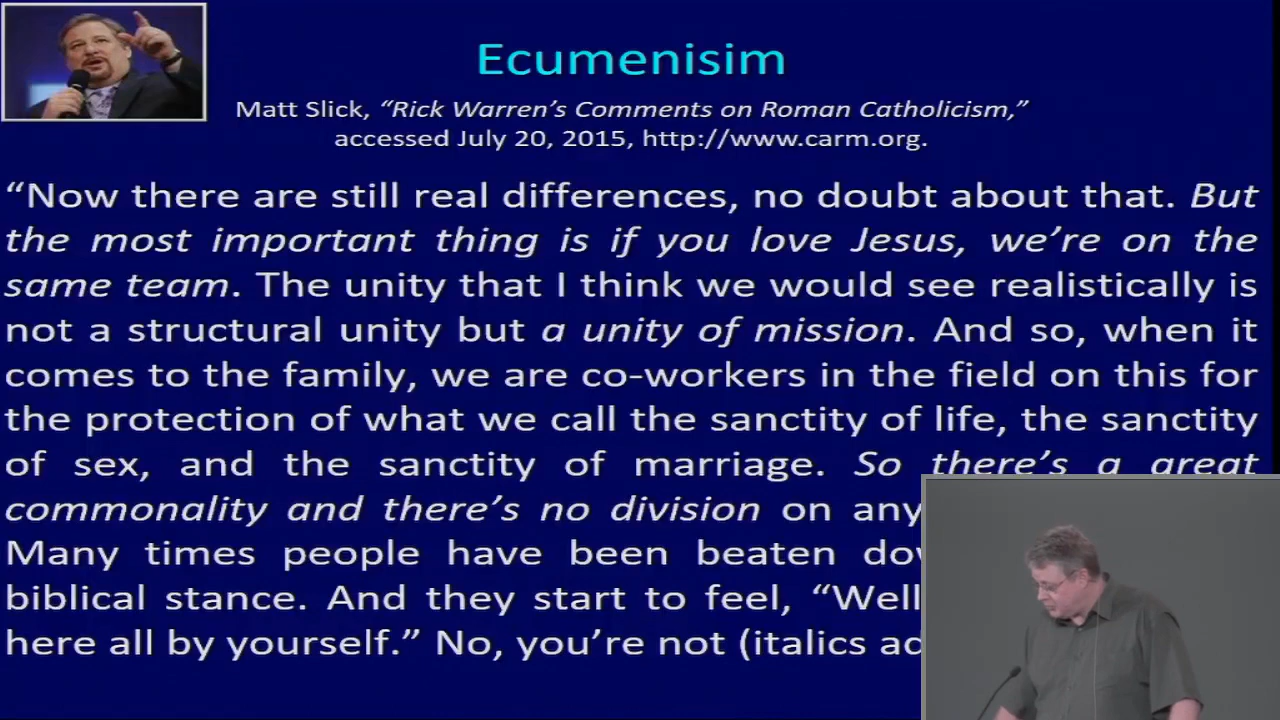 Ecumenisim
Matt Slick, “Rick Warren’s Comments on Roman Catholicism,”
accessed July 20, 2015, http://www.carm.org.
“Now there are still real differences, no doubt about that. But
the most important thing is if you love Jesus, we’re on the
same team. The unity that I think we would see realistically is
not a structural unity but a unity of mission. And so, when it
comes to the family, we are co-workers in the field on this for
the protection of what we call the sanctity of life, the sanctity
of sex, and the sanctity of marriage. So there’s a great
commonality and there’s no division on any
Many times people have been beaten
biblical stance. And they start to feel, “Well
here all by yourself.” No, you’re not (italics